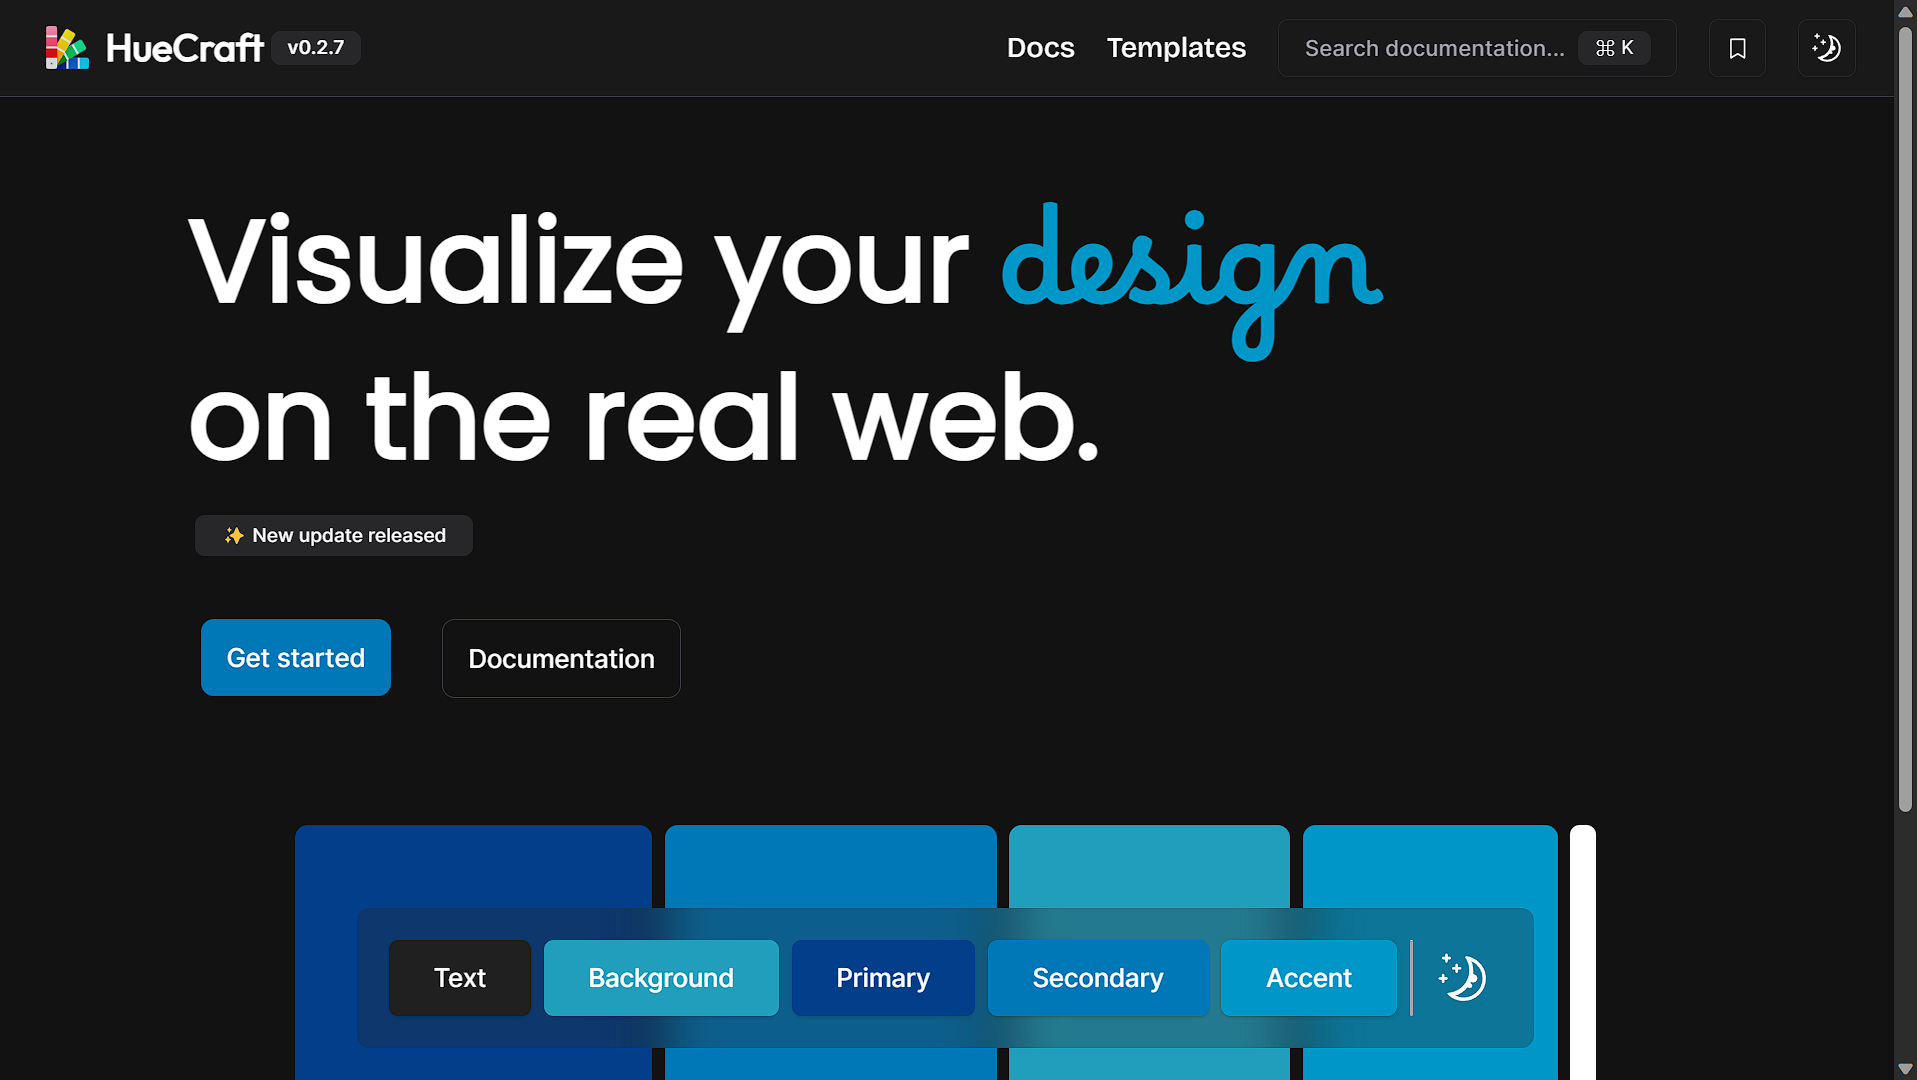 HueCraft v0.2.7
Docs Templates Search documentation... ⌘ K
Visualize your design
on the real web.
✨ New update released
Get started Documentation
Text Background Primary Secondary Accent